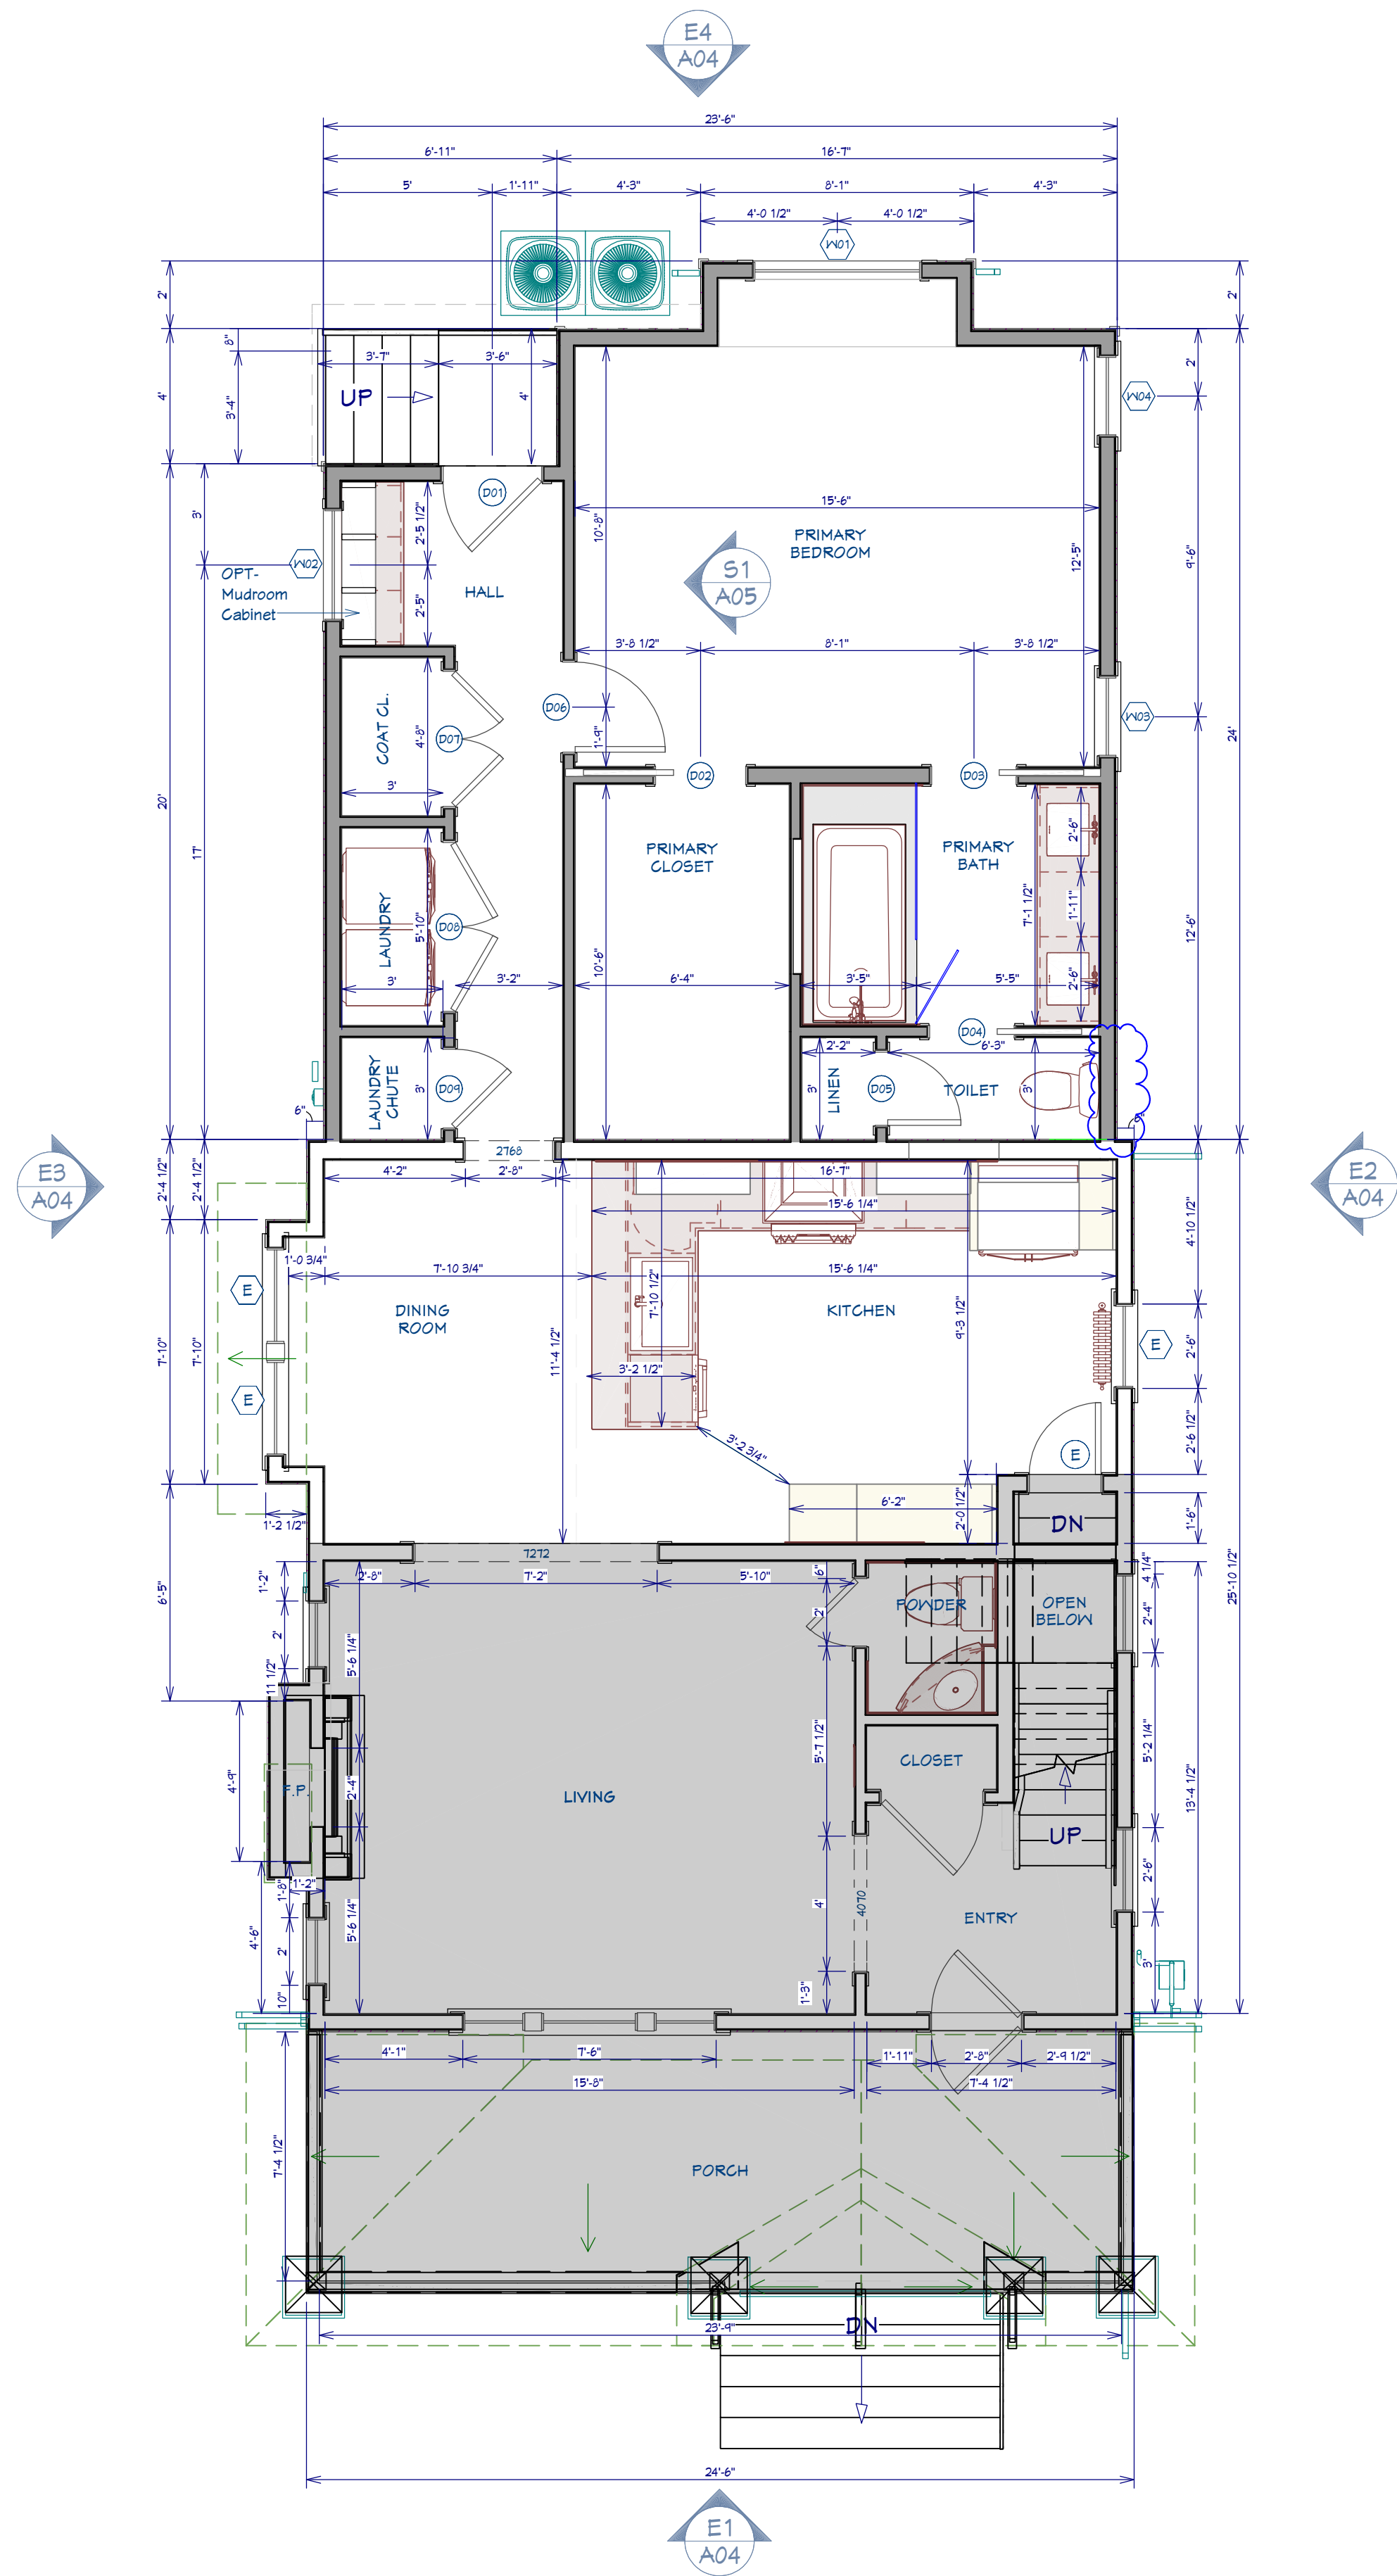 E4
A04
23'-6"
6'-11"
16'-7"
5'
1'-11"
4'-3"
8'-1"
4'-3"
4'-0 1/2"
4'-0 1/2"
W01
2'
2'
8"
3'-7"
3'-6"
UP
4'
3'-4"
4'
2'
W04
D01
3'
2'-5 1/2"
10'-8"
15'-6"
PRIMARY
BEDROOM
12'-5"
9'-6"
W02
OPT-
Mudroom
Cabinet
HALL
2'-5"
S1
A05
3'-8 1/2"
8'-1"
3'-8 1/2"
COAT CL.
4'-8"
D07
D06
1'-9"
W03
24'
3'
D02
D03
20'
17'
LAUNDRY
5'-10"
D08
3'
3'-2"
PRIMARY
CLOSET
10'-6"
6'-4"
PRIMARY
BATH
7'-1 1/2"
2'-6"
1'-11"
2'-6"
3'-5"
5'-5"
12'-6"
D04
2'-2"
6'-3"
LAUNDRY
CHUTE
3'
D09
3'
LINEN
D05
TOILET
3'
6"
2768
E3
A04
2'-4 1/2"
2'-4 1/2"
4'-2"
2'-8"
16'-7"
15'-6 1/4"
4'-10 1/2"
E2
A04
1'-0 3/4"
7'-10 3/4"
15'-6 1/4"
E
DINING
ROOM
7'-10 1/2"
KITCHEN
9'-3 1/2"
2'-6"
E
7'-10"
7'-10"
11'-4 1/2"
3'-2 1/2"
E
3'-2 3/4"
2'-6 1/2"
E
6'-2"
2'-0 1/2"
1'-6"
DN
1'-2 1/2"
7272
2'-8"
7'-2"
5'-10"
6"
1'-2"
4 1/4"
25'-10 1/2"
6'-5"
2'
2'
POWDER
OPEN
BELOW
2'-4"
5'-6 1/4"
11 1/2"
5'-7 1/2"
5'-2 1/4"
CLOSET
4'-9"
F.P.
2'-4"
LIVING
13'-4 1/2"
UP
2'-6"
1'-8"
1'-2"
4'
4070
ENTRY
5'-6 1/4"
4'-6"
2'
3'
10"
1'-3"
4'-1"
7'-6"
1'-11"
2'-8"
2'-9 1/2"
15'-8"
7'-4 1/2"
7'-4 1/2"
PORCH
DN
23'-9"
24'-6"
E1
A04